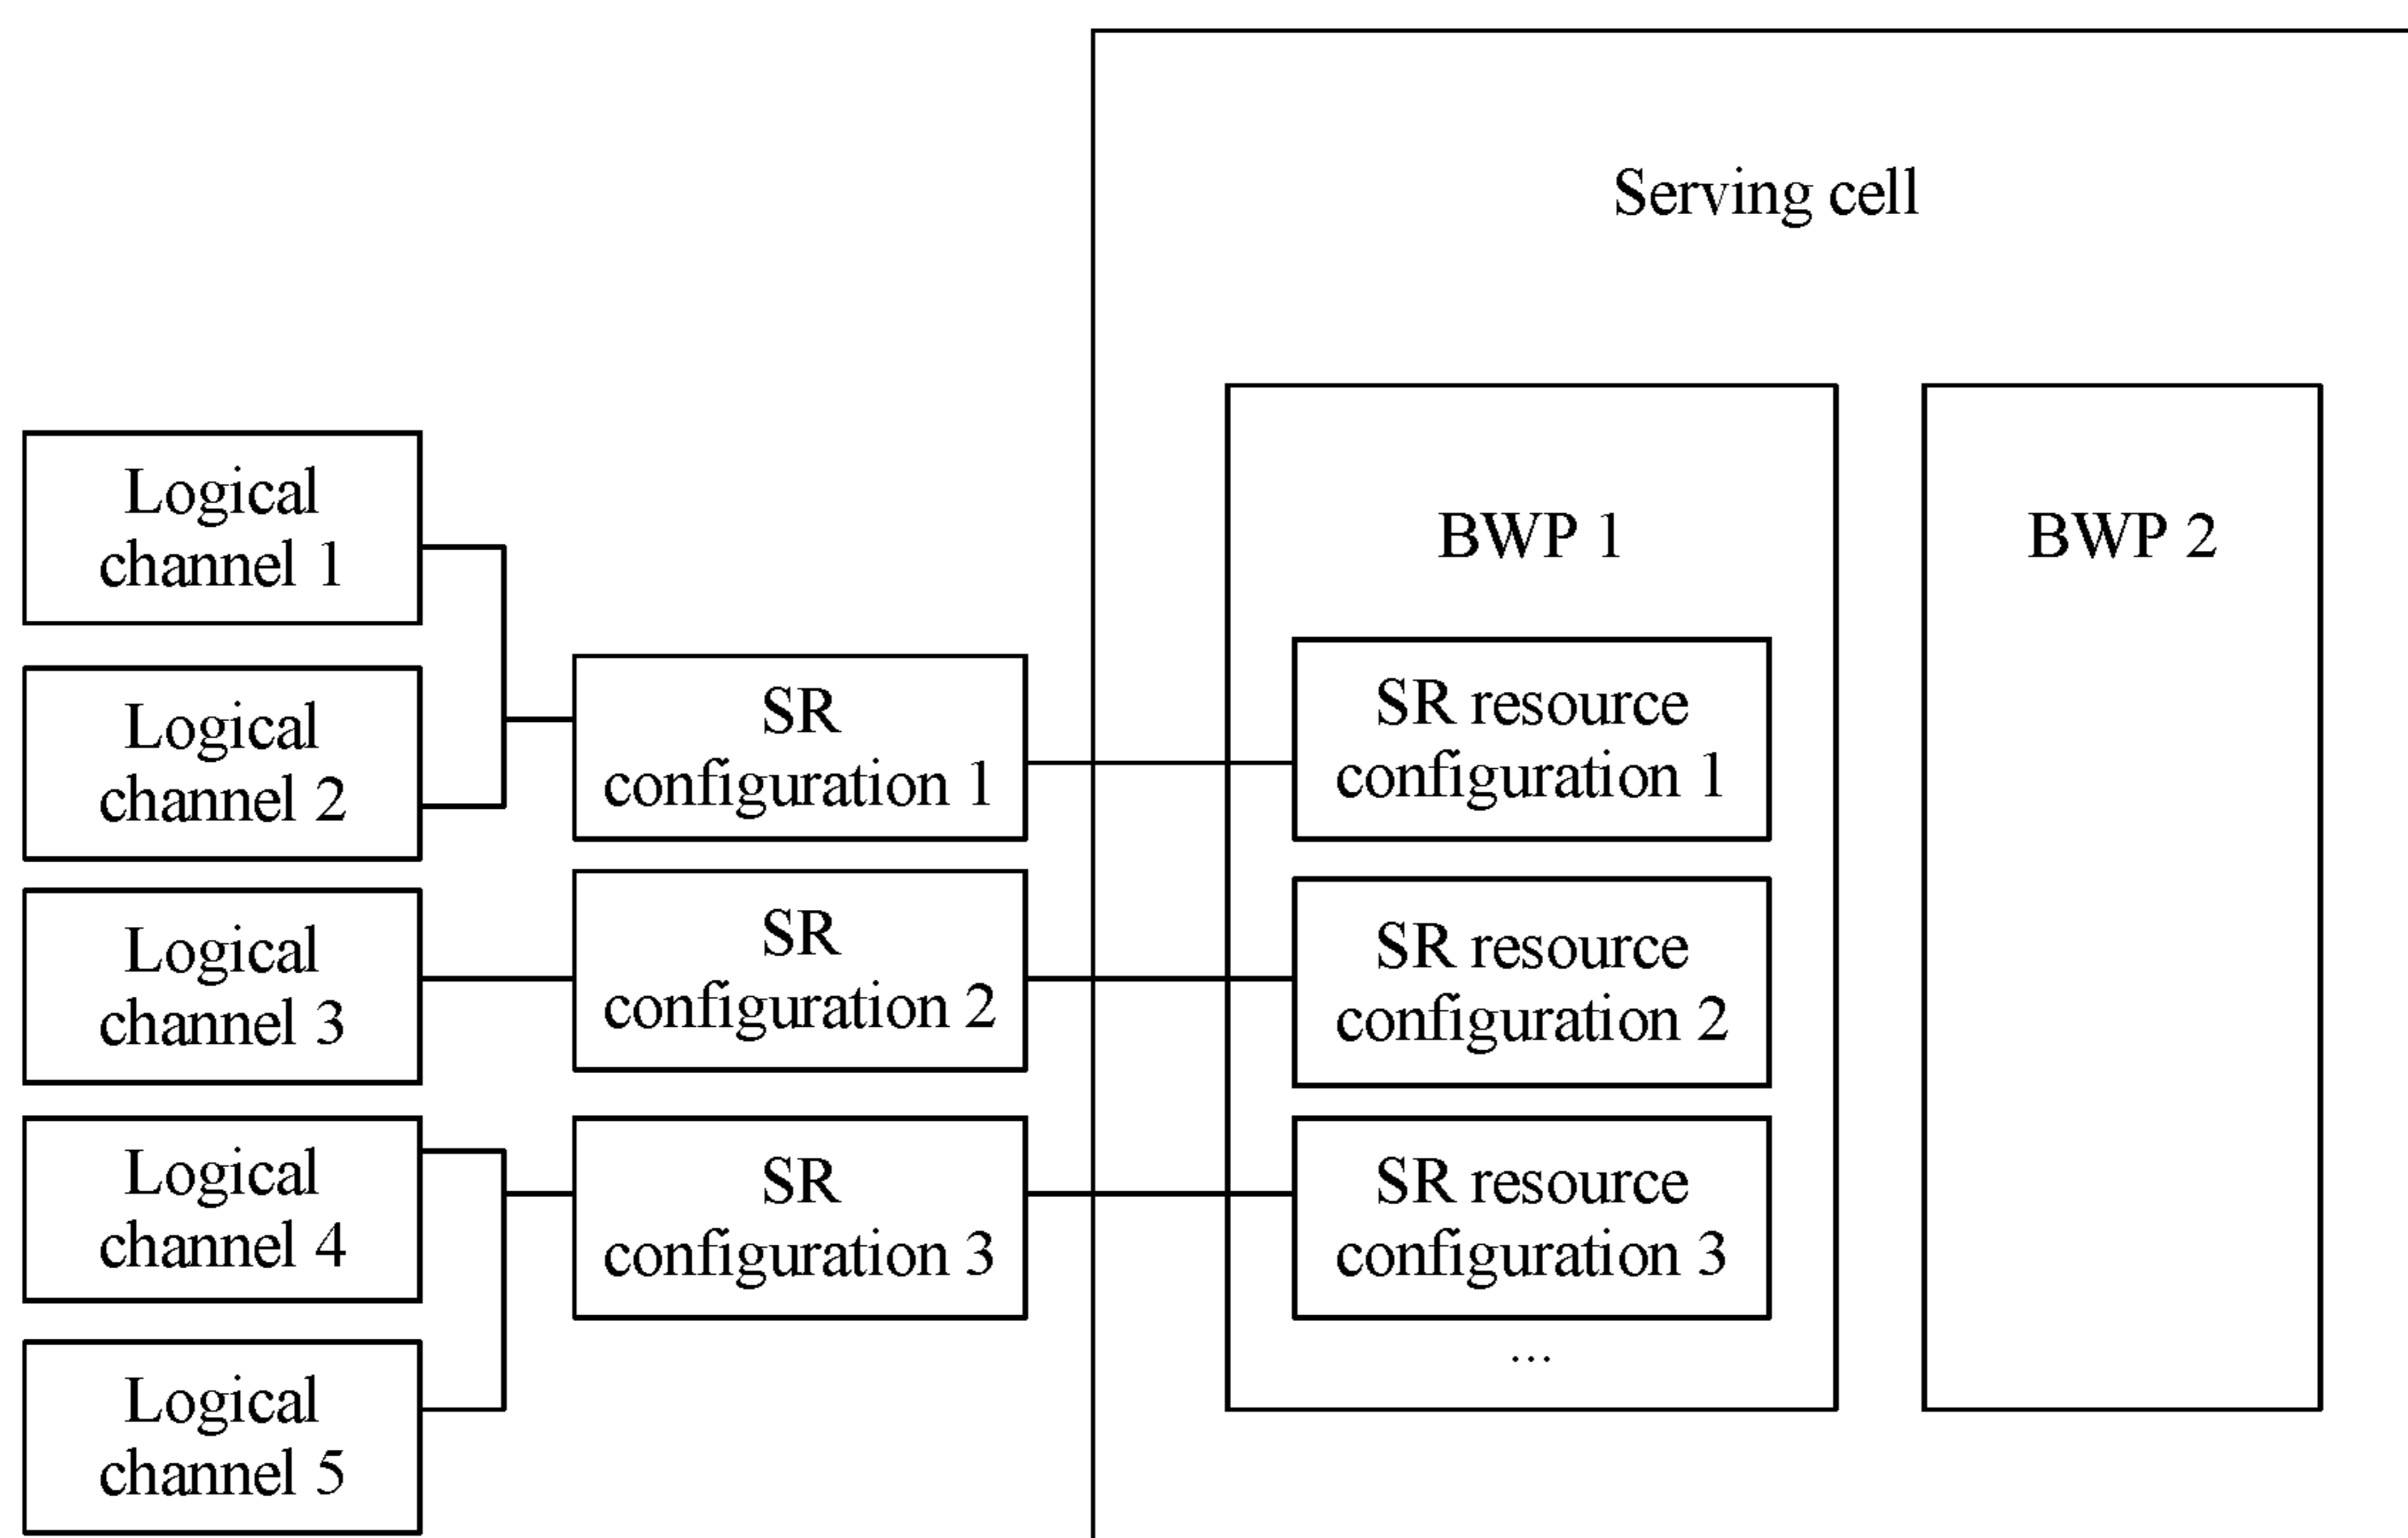 Serving cell
Logical
channel 1
Logical
channel 2
Logical
channel 3
Logical
channel 4
Logical
channel 5
SR
configuration 1
SR
configuration 2
SR
configuration 3
BWP 1
SR resource
configuration 1
SR resource
configuration 2
SR resource
configuration 3
...
BWP 2